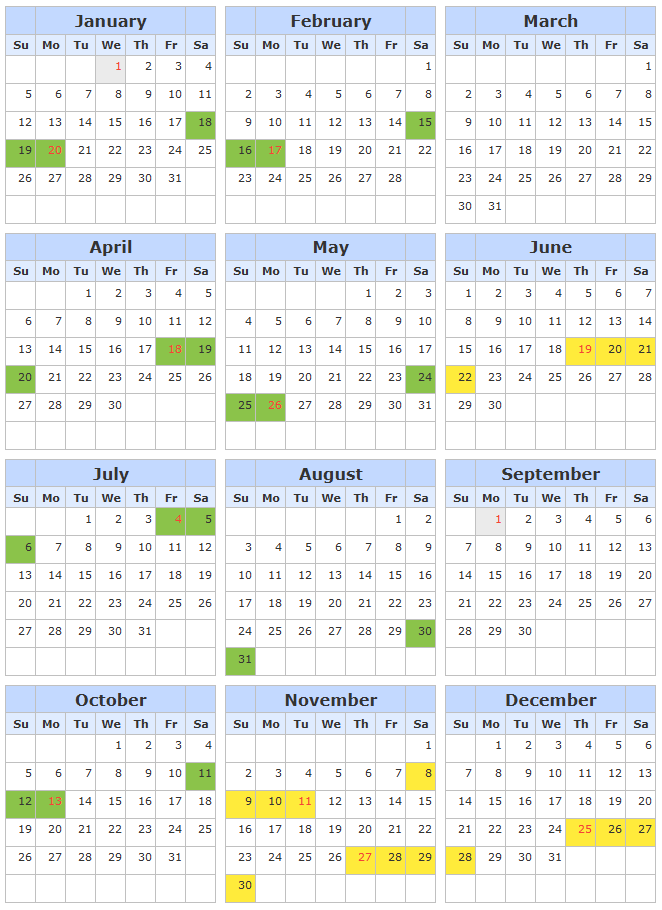 January
Su Mo Tu We Th Fr Sa
1 2 3 4
5 6 7 8 9 10 11
12 13 14 15 16 17 18
19 20 21 22 23 24 25
26 27 28 29 30 31
February
Su Mo Tu We Th Fr Sa
1
2 3 4 5 6 7 8
9 10 11 12 13 14 15
16 17 18 19 20 21 22
23 24 25 26 27 28
March
Su Mo Tu We Th Fr Sa
1
2 3 4 5 6 7 8
9 10 11 12 13 14 15
16 17 18 19 20 21 22
23 24 25 26 27 28 29
30 31
April
Su Mo Tu We Th Fr Sa
1 2 3 4 5
6 7 8 9 10 11 12
13 14 15 16 17 18 19
20 21 22 23 24 25 26
27 28 29 30
May
Su Mo Tu We Th Fr Sa
1 2 3
4 5 6 7 8 9 10
11 12 13 14 15 16 17
18 19 20 21 22 23 24
25 26 27 28 29 30 31
June
Su Mo Tu We Th Fr Sa
1 2 3 4 5 6 7
8 9 10 11 12 13 14
15 16 17 18 19 20 21
22 23 24 25 26 27 28
29 30
July
Su Mo Tu We Th Fr Sa
1 2 3 4 5
6 7 8 9 10 11 12
13 14 15 16 17 18 19
20 21 22 23 24 25 26
27 28 29 30 31
August
Su Mo Tu We Th Fr Sa
1 2
3 4 5 6 7 8 9
10 11 12 13 14 15 16
17 18 19 20 21 22 23
24 25 26 27 28 29 30
31
September
Su Mo Tu We Th Fr Sa
1 2 3 4 5 6
7 8 9 10 11 12 13
14 15 16 17 18 19 20
21 22 23 24 25 26 27
28 29 30
October
Su Mo Tu We Th Fr Sa
1 2 3 4
5 6 7 8 9 10 11
12 13 14 15 16 17 18
19 20 21 22 23 24 25
26 27 28 29 30 31
November
Su Mo Tu We Th Fr Sa
1
2 3 4 5 6 7 8
9 10 11 12 13 14 15
16 17 18 19 20 21 22
23 24 25 26 27 28 29
30
December
Su Mo Tu We Th Fr Sa
1 2 3 4 5 6
7 8 9 10 11 12 13
14 15 16 17 18 19 20
21 22 23 24 25 26 27
28 29 30 31